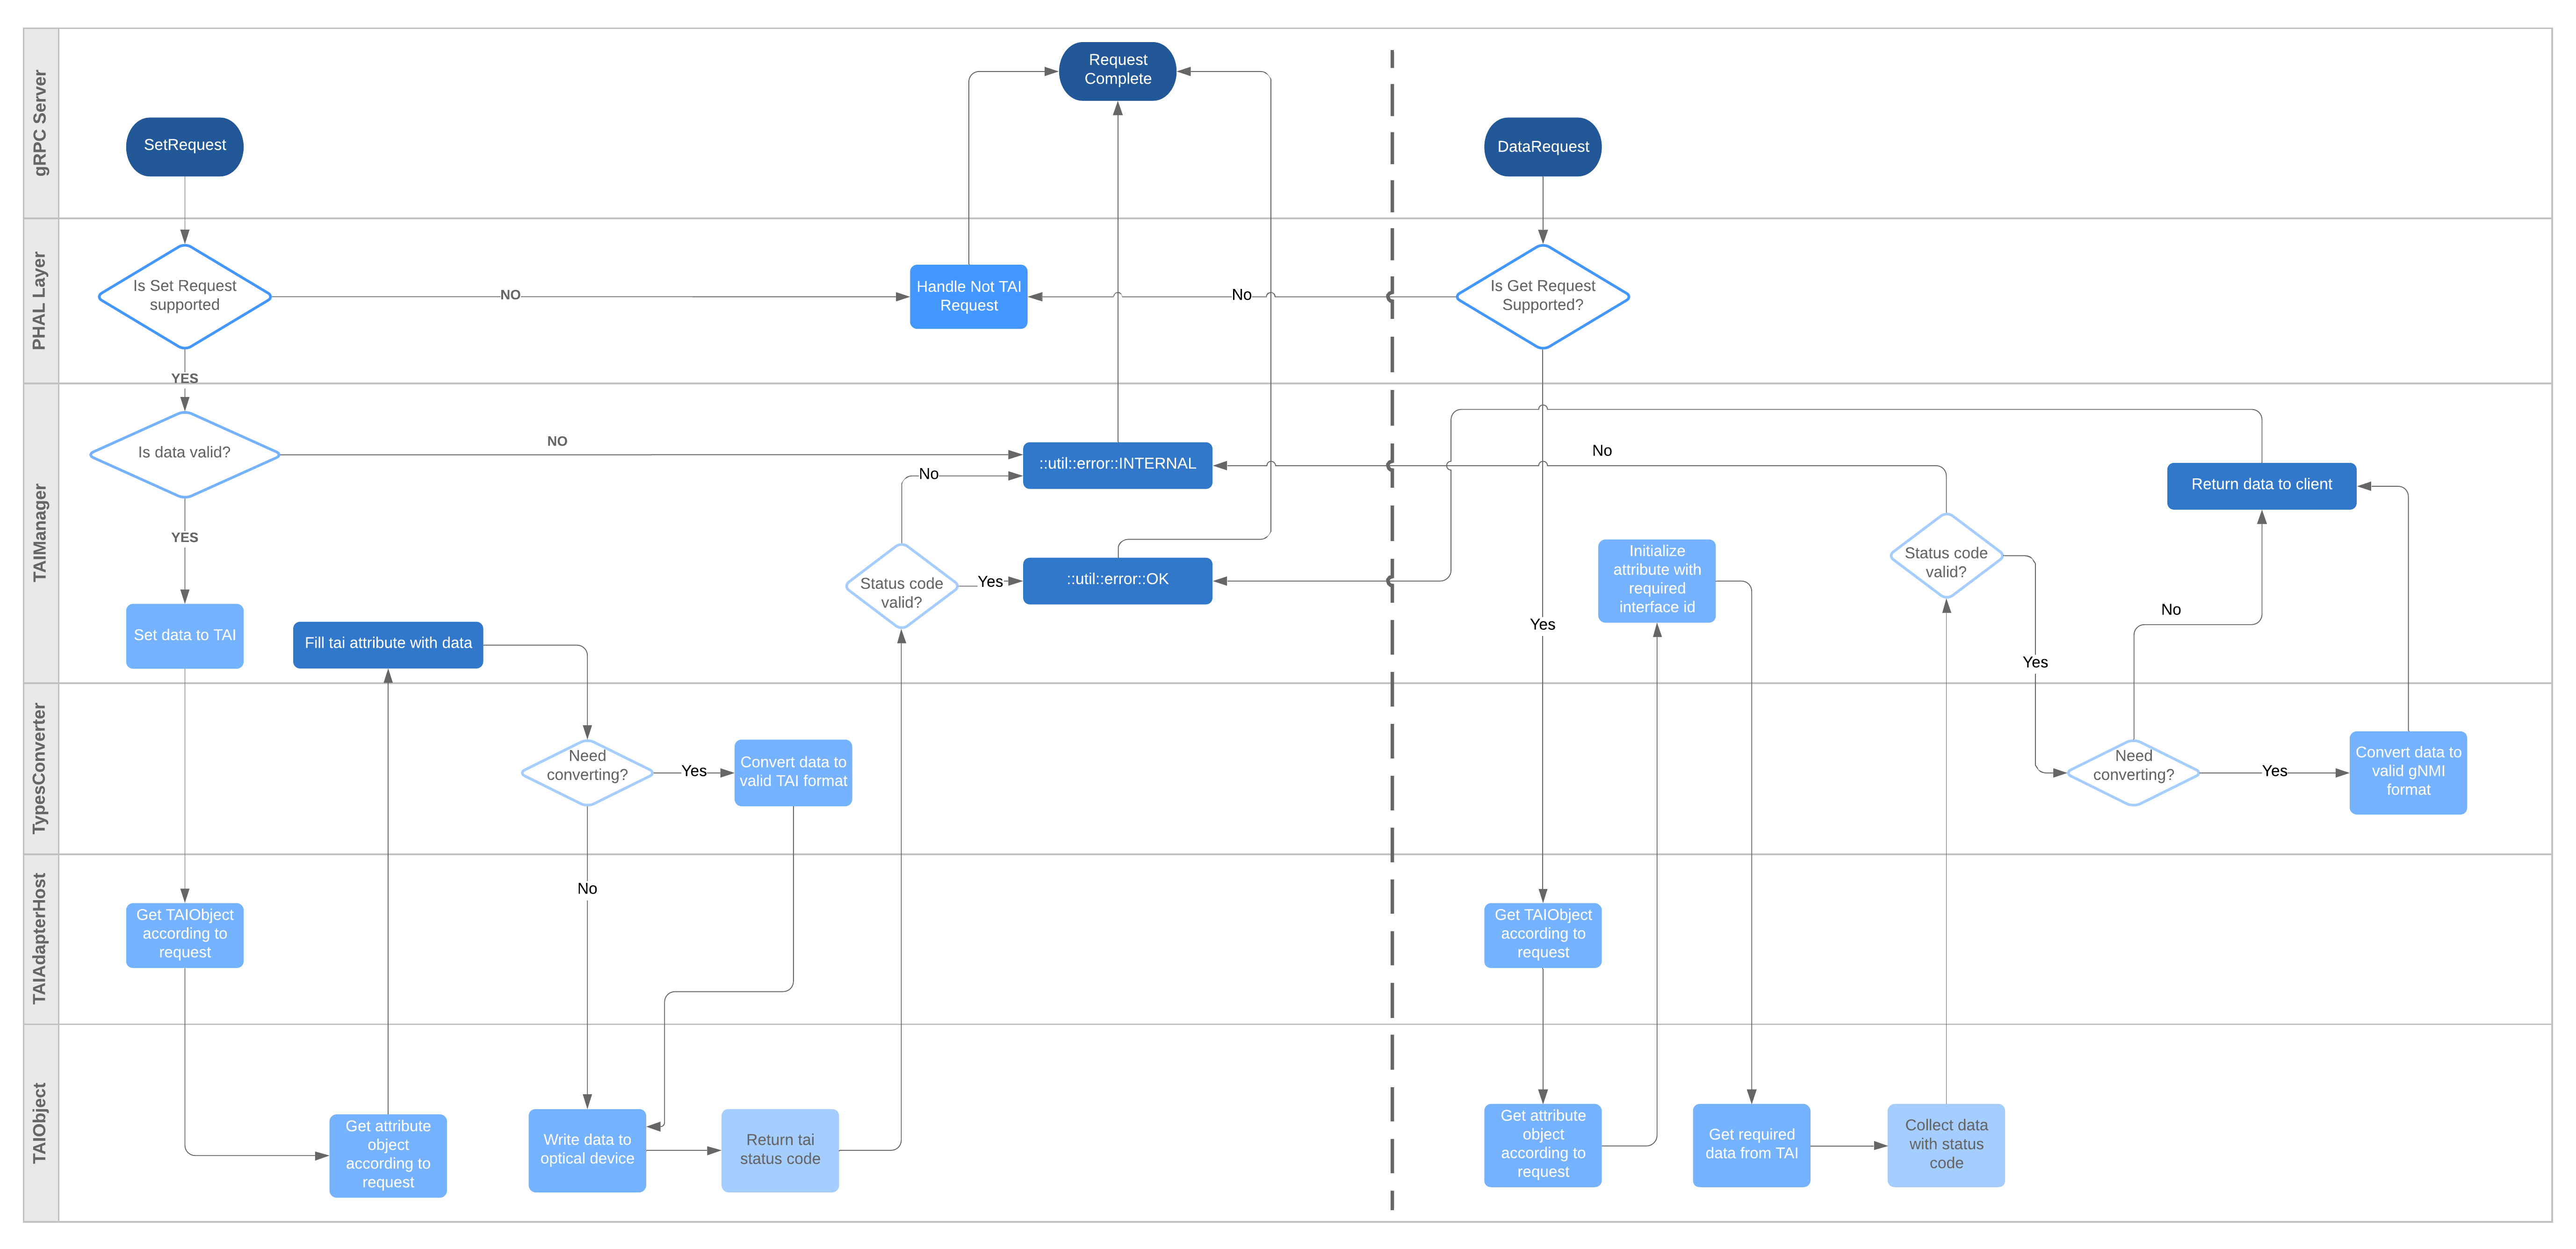 gRPC Server
Request
Complete
SetRequest
DataRequest
PHAL Layer
Is Set Request
supported
NO
Handle Not TAI
Request
No
Is Get Request
Supported?
YES
TAIManager
Is data valid?
NO
::util::error::INTERNAL
No
No
Return data to client
YES
Status code
valid?
Yes
::util::error::OK
Initialize
attribute with
required
interface id
Status code
valid?
No
Yes
Yes
Set data to TAI
Fill tai attribute with data
TypesConverter
Need
converting?
Yes
Convert data to
valid TAI format
Need
converting?
Yes
Convert data to
valid gNMI
format
TAIAdapterHost
No
Get TAIObject
according to
request
Get TAIObject
according to
request
TAIObject
Get attribute
object
according to
request
Write data to
optical device
Return tai
status code
Get attribute
object
according to
request
Get required
data from TAI
Collect data
with status
code